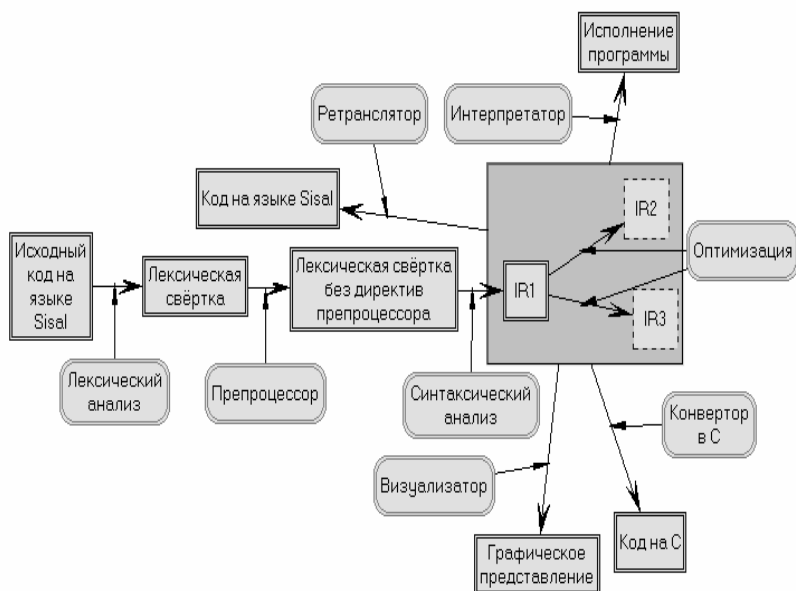 Исполнение
программы
Ретранслятор
Интерпретатор
Код на языке Sisal
IR2
Исходный
код на
языке
Sisal
Лексическая
свёртка
Лексическая свёртка
без директив
препроцессора
IR1
Оптимизация
IR3
Лексический
анализ
Препроцессор
Синтаксический
анализ
Конвертор
в С
Визуализатор
Графическое
представление
Код на С